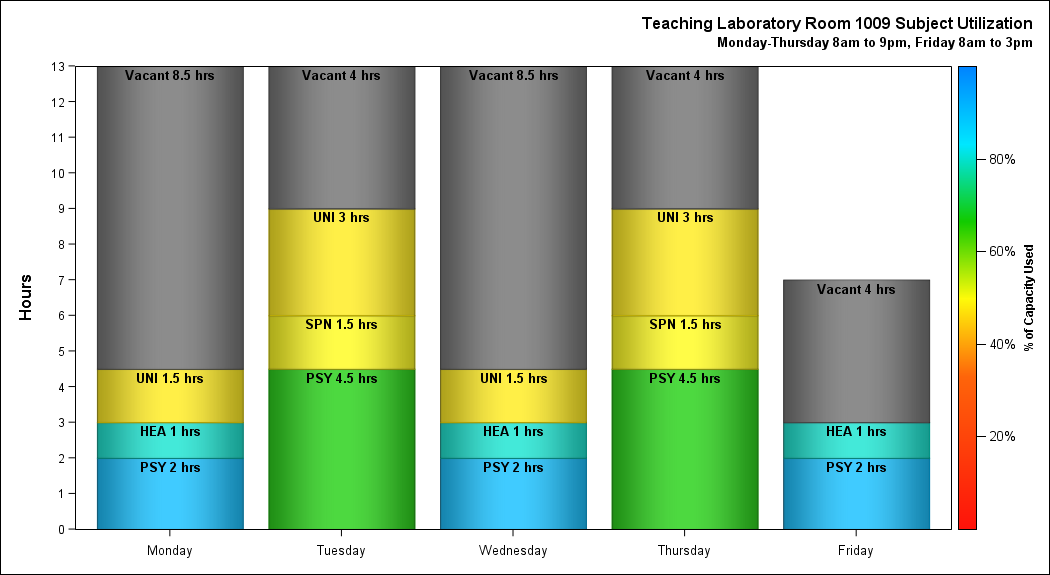 Teaching Laboratory Room 1009 Subject Utilization
Monday-Thursday 8am to 9pm, Friday 8am to 3pm
Hours
13
12
11
10
9
8
7
6
5
4
3
2
1
0
Vacant 8.5 hrs
UNI 1.5 hrs
HEA 1 hrs
PSY 2 hrs
Vacant 4 hrs
UNI 3 hrs
SPN 1.5 hrs
PSY 4.5 hrs
Vacant 8.5 hrs
UNI 1.5 hrs
HEA 1 hrs
PSY 2 hrs
Vacant 4 hrs
UNI 3 hrs
SPN 1.5 hrs
PSY 4.5 hrs
Vacant 4 hrs
HEA 1 hrs
PSY 2 hrs
Monday
Tuesday
Wednesday
Thursday
Friday
80%
60%
40%
20%
% of Capacity Used